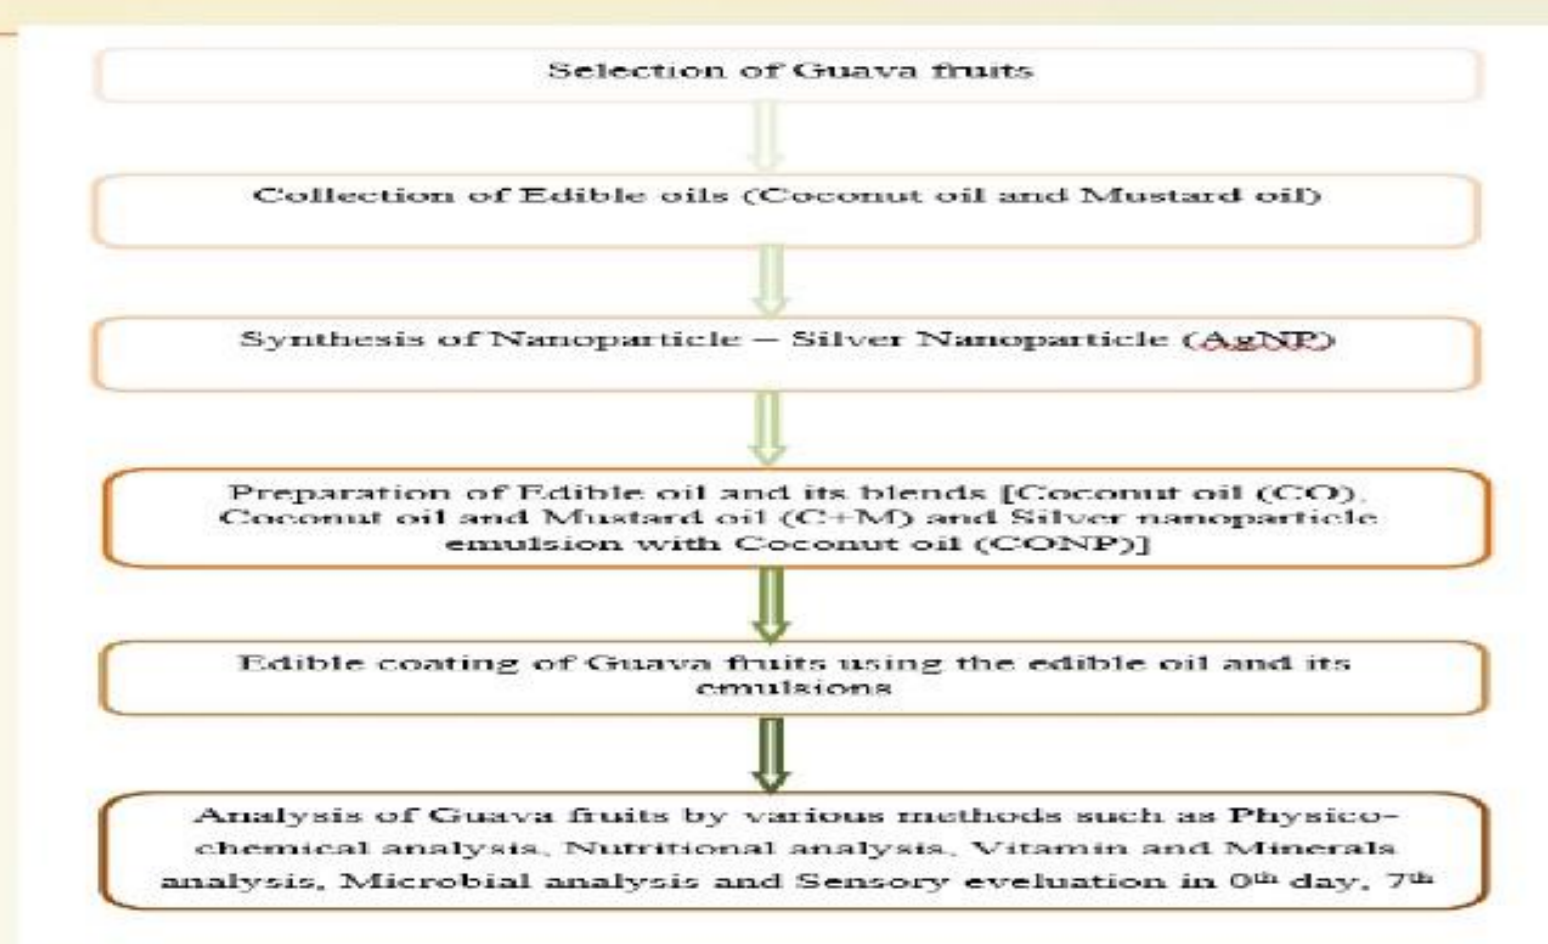 Selection of Guava fruits
Collection of Edible oils (Coconut oil and Mustard oil)
Synthesis of Nanoparticle – Silver Nanoparticle (AgNP)
Preparation of Edible oil and its blends [Coconut oil (CO),
Coconut oil and Mustard oil (C+M) and Silver nanoparticle
emulsion with Coconut oil (CONP)]
Edible coating of Guava fruits using the edible oil and its
emulsions
Analysis of Guava fruits by various methods such as Physico-
chemical analysis, Nutritional analysis, Vitamin and Minerals
analysis, Microbial analysis and Sensory eveluation in 0th day, 7th